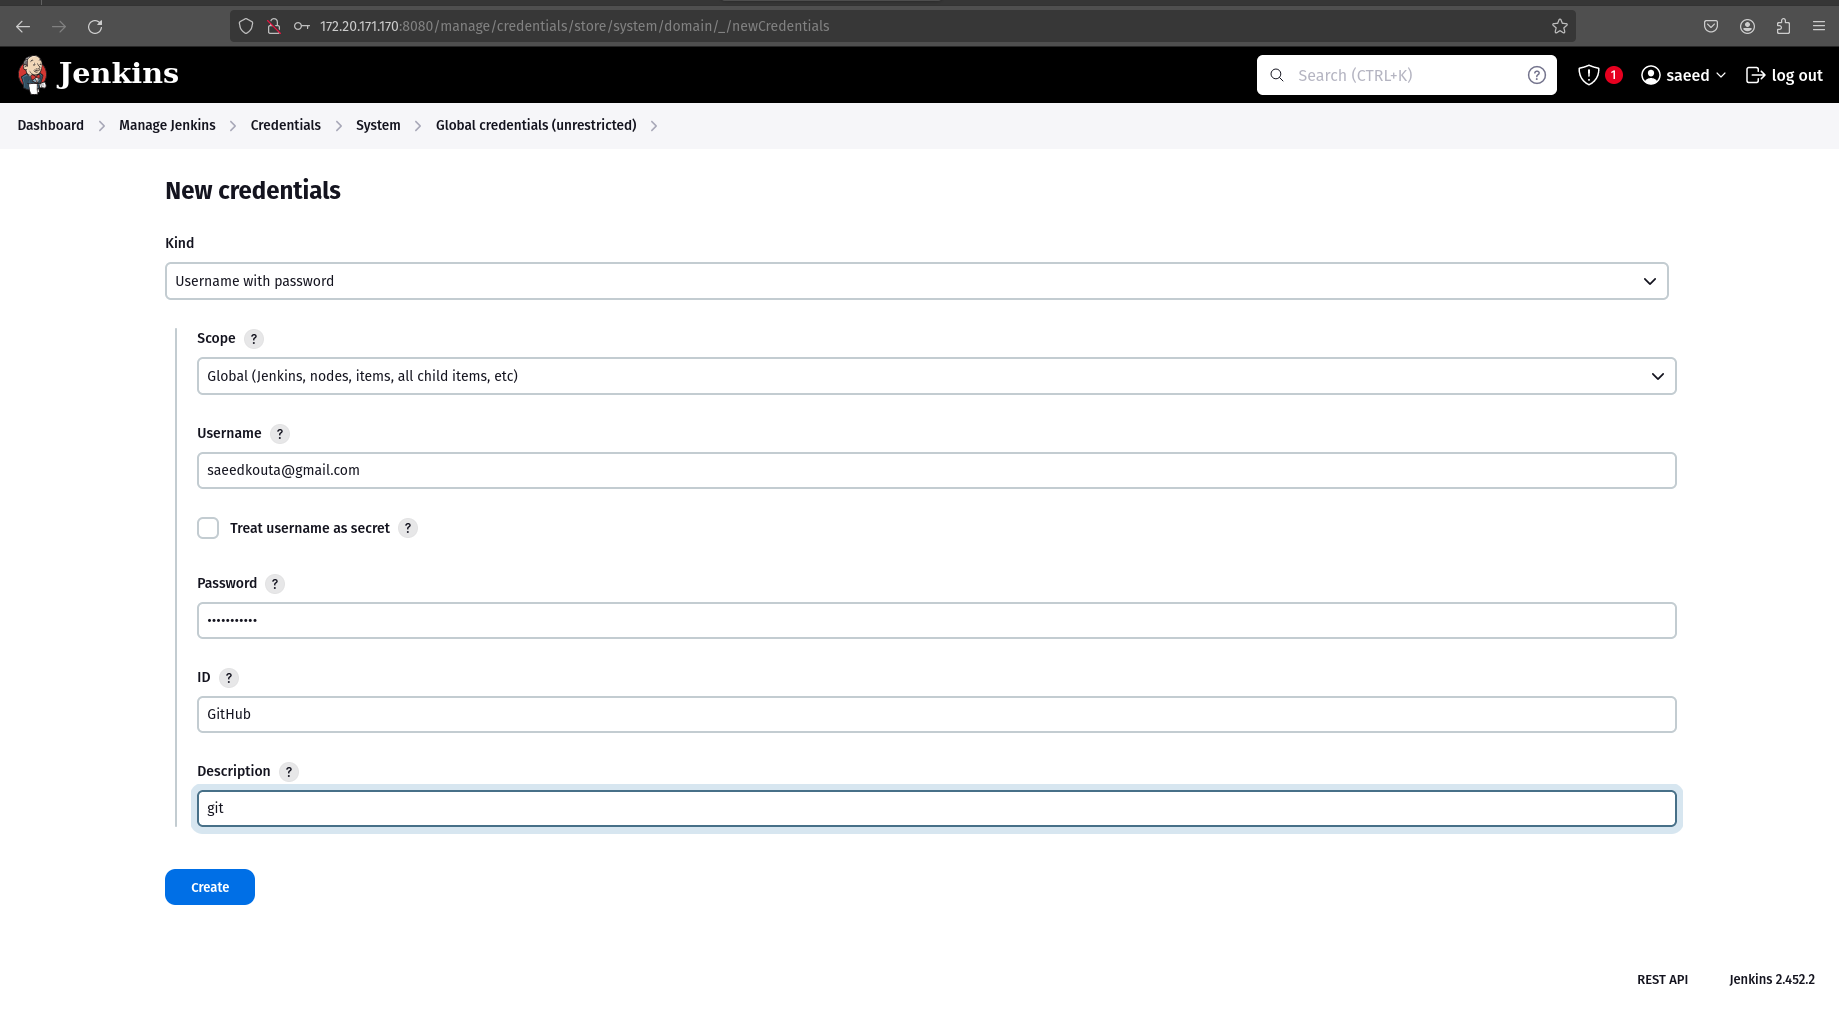 172.20.171.170:8080/manage/credentials/store/system/domain/_/newCredentials
Jenkins
Search (CTRL+K)
?
1
saeed
log out
Dashboard
Manage Jenkins
Credentials
System
Global credentials (unrestricted)
New credentials
Kind
Username with password
Scope ?
Global (Jenkins, nodes, items, all child items, etc)
Username ?
saeedkouta@gmail.com
Treat username as secret ?
Password ?
•••••••••••
ID ?
GitHub
Description ?
git
Create
REST API
Jenkins 2.452.2